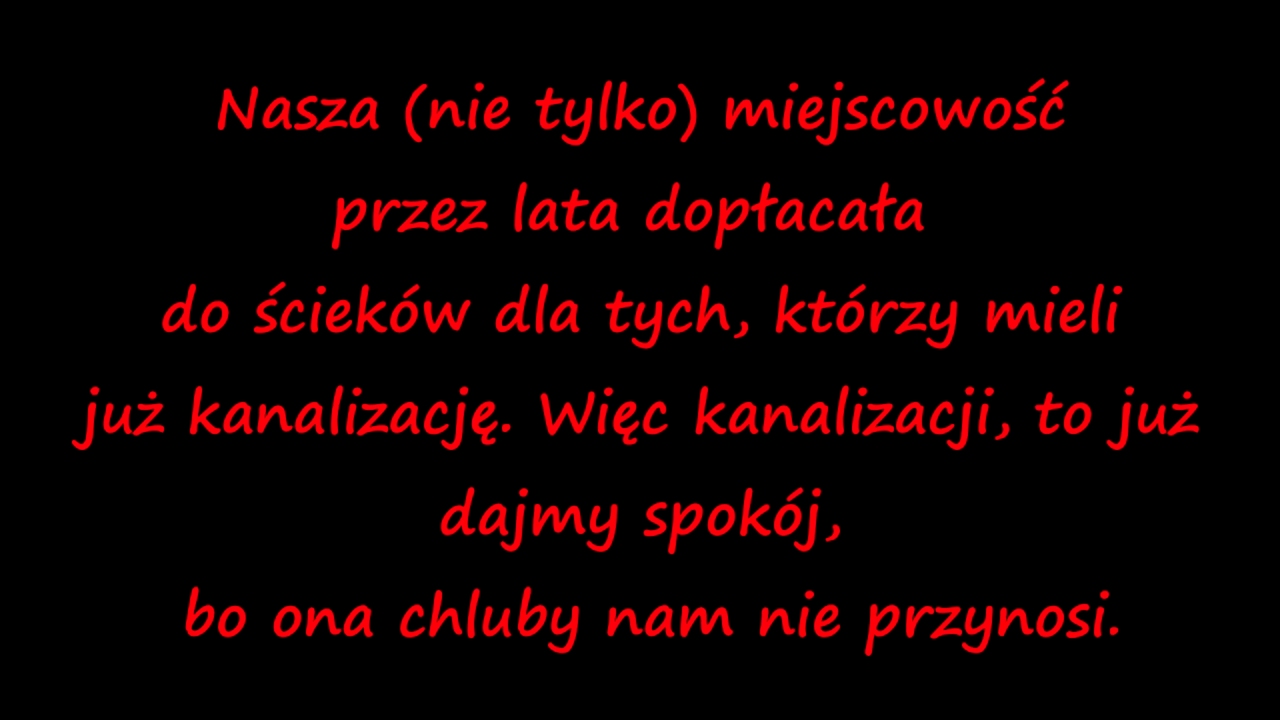 Nasza (nie tylko) miejscowość
przez lata dopłacała
do ścieków dla tych, którzy mieli
już kanalizację. Więc kanalizacji, to już
dajmy spokój,
bo ona chluby nam nie przynosi.